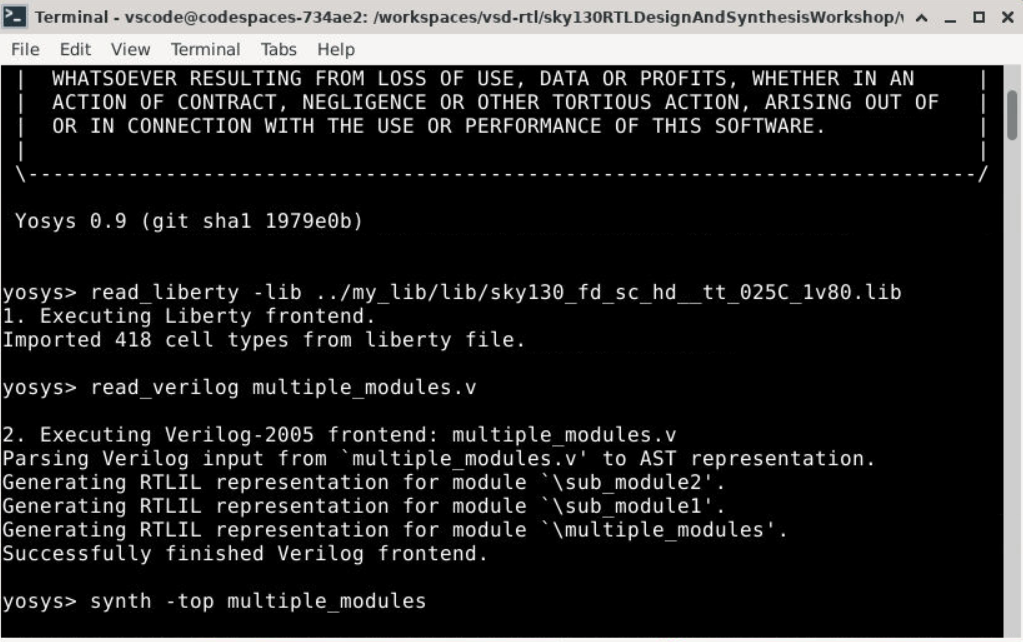 Terminal - vscode@codespaces-734ae2: /workspaces/vsd-rtl/sky130RTLDesignAndSynthesisWorkshop/
File Edit View Terminal Tabs Help
|  WHATSOEVER RESULTING FROM LOSS OF USE, DATA OR PROFITS, WHETHER IN AN     |
|  ACTION OF CONTRACT, NEGLIGENCE OR OTHER TORTIOUS ACTION, ARISING OUT OF   |
|  OR IN CONNECTION WITH THE USE OR PERFORMANCE OF THIS SOFTWARE.            |
|                                                                            |
\----------------------------------------------------------------------------/
Yosys 0.9 (git sha1 1979e0b)
yosys> read_liberty -lib ../my_lib/lib/sky130_fd_sc_hd__tt_025C_1v80.lib
1. Executing Liberty frontend.
Imported 418 cell types from liberty file.
yosys> read_verilog multiple_modules.v
2. Executing Verilog-2005 frontend: multiple_modules.v
Parsing Verilog input from `multiple_modules.v' to AST representation.
Generating RTLIL representation for module `\sub_module2'.
Generating RTLIL representation for module `\sub_module1'.
Generating RTLIL representation for module `\multiple_modules'.
Successfully finished Verilog frontend.
yosys> synth -top multiple_modules